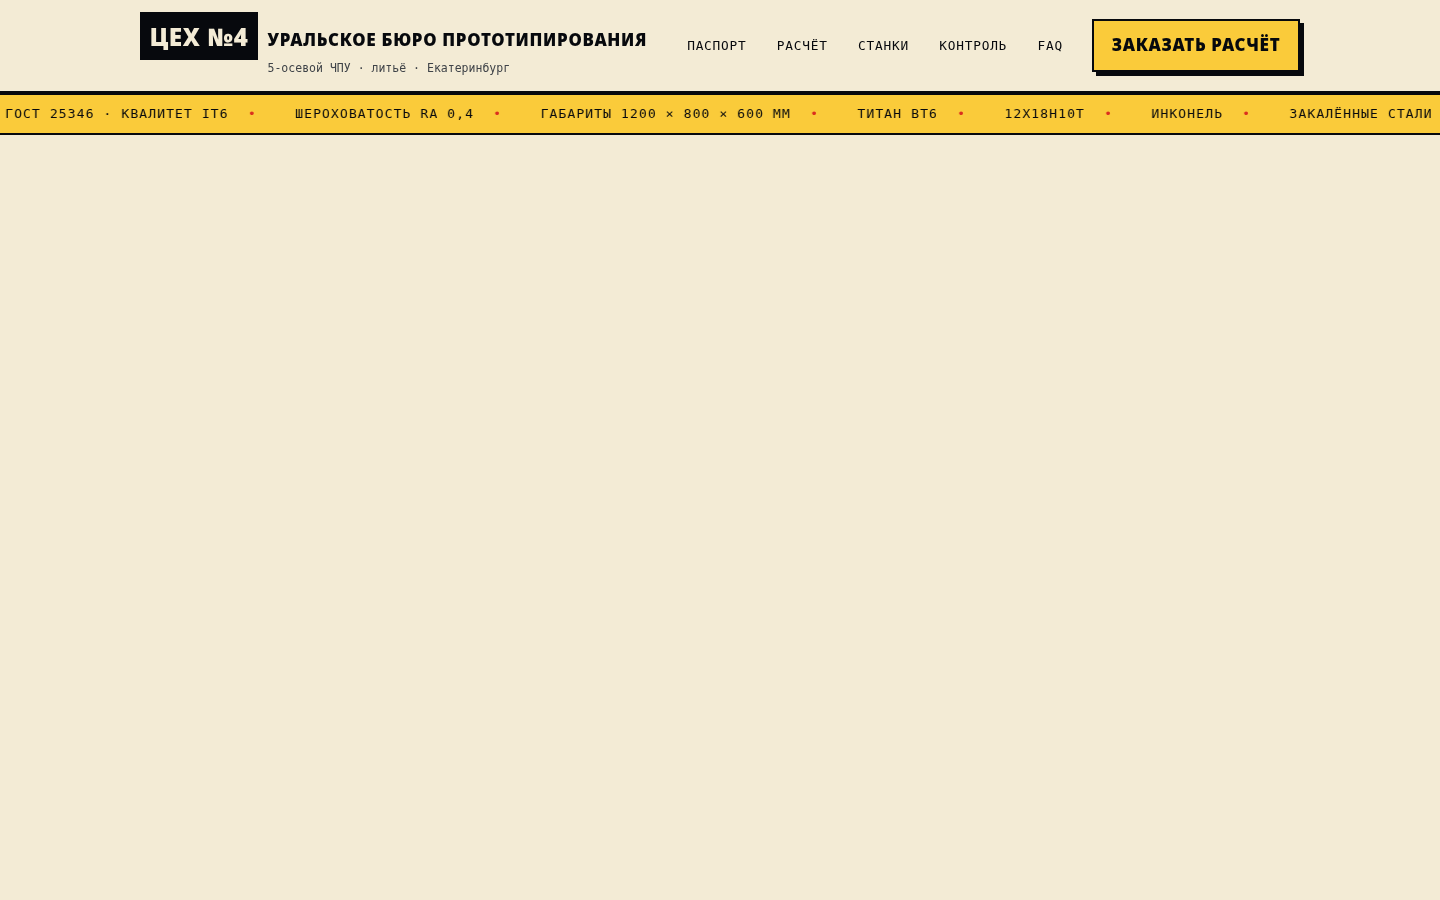 ЦЕХ №4
УРАЛЬСКОЕ БЮРО ПРОТОТИПИРОВАНИЯ
5-осевой ЧПУ · литьё · Екатеринбург
ПАСПОРТ РАСЧЁТ СТАНКИ КОНТРОЛЬ FAQ
ЗАКАЗАТЬ РАСЧЁТ
ГОСТ 25346 · КВАЛИТЕТ IT6 • ШЕРОХОВАТОСТЬ RA 0,4 • ГАБАРИТЫ 1200 × 800 × 600 ММ • ТИТАН ВТ6 • 12Х18Н10Т • ИНКОНЕЛЬ • ЗАКАЛЁННЫЕ СТАЛИ